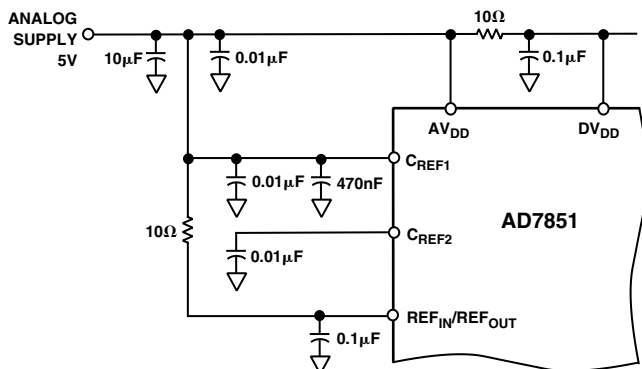 ANALOG
SUPPLY
5V
10µF
0.01µF
10Ω
0.1µF
AVDD
DVDD
CREF1
0.01µF
470nF
10Ω
AD7851
CREF2
0.01µF
REFIN/REFOUT
0.1µF